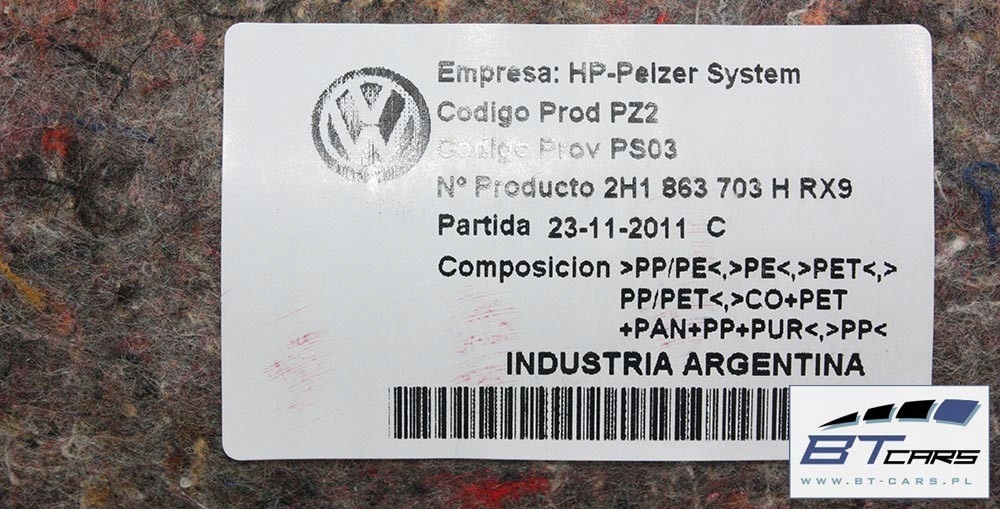 Empresa: HP-Pelzer System
Codigo Prod PZ2
Codigo Prov PS03
Nº Producto 2H1 863 703 H RX9
Partida 23-11-2011 C
Composicion >PP/PE<,>PE<,>PET<,>
PP/PET<,>CO+PET
+PAN+PP+PUR<,>PP<
INDUSTRIA ARGENTINA
BT CARS
WWW.BT-CARS.PL